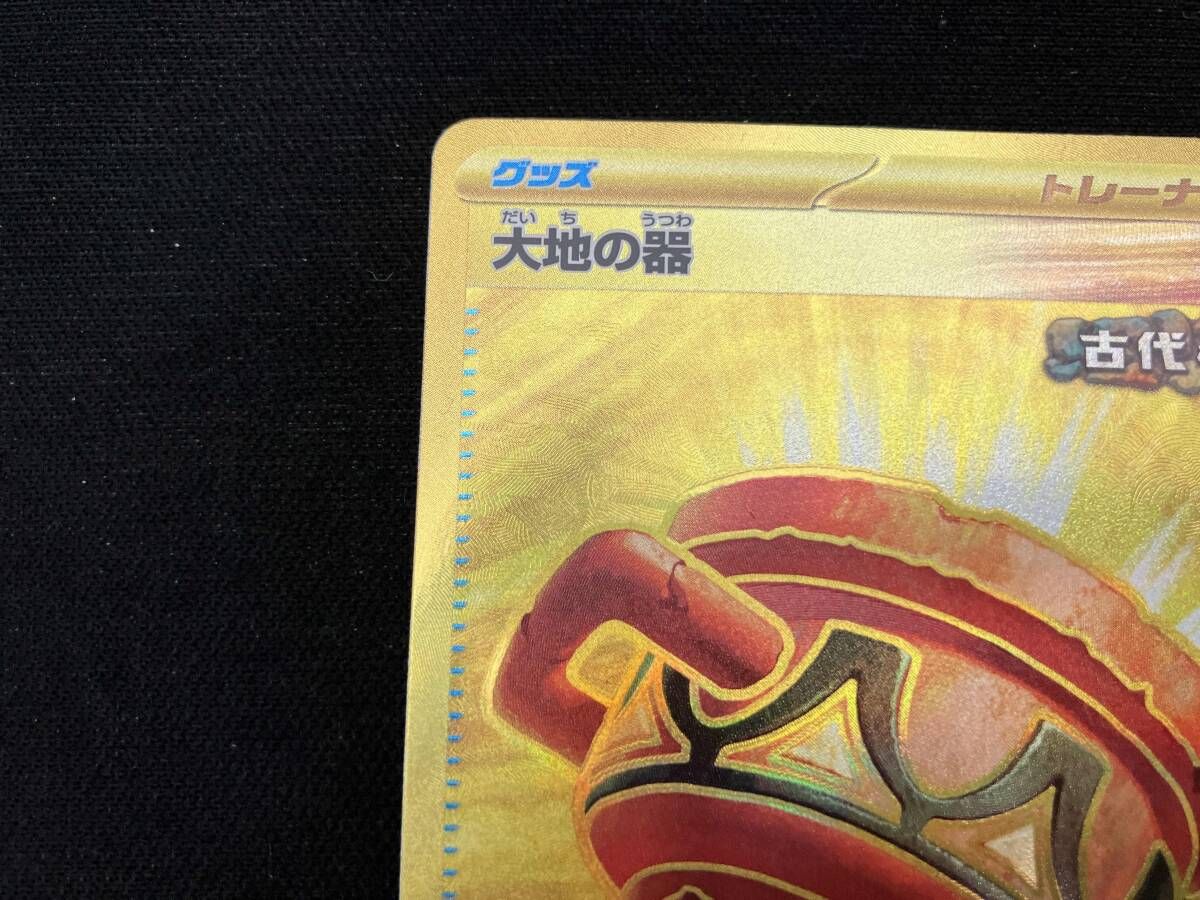 グッズ
トレーナ
だいち うつわ
大地の器
古代